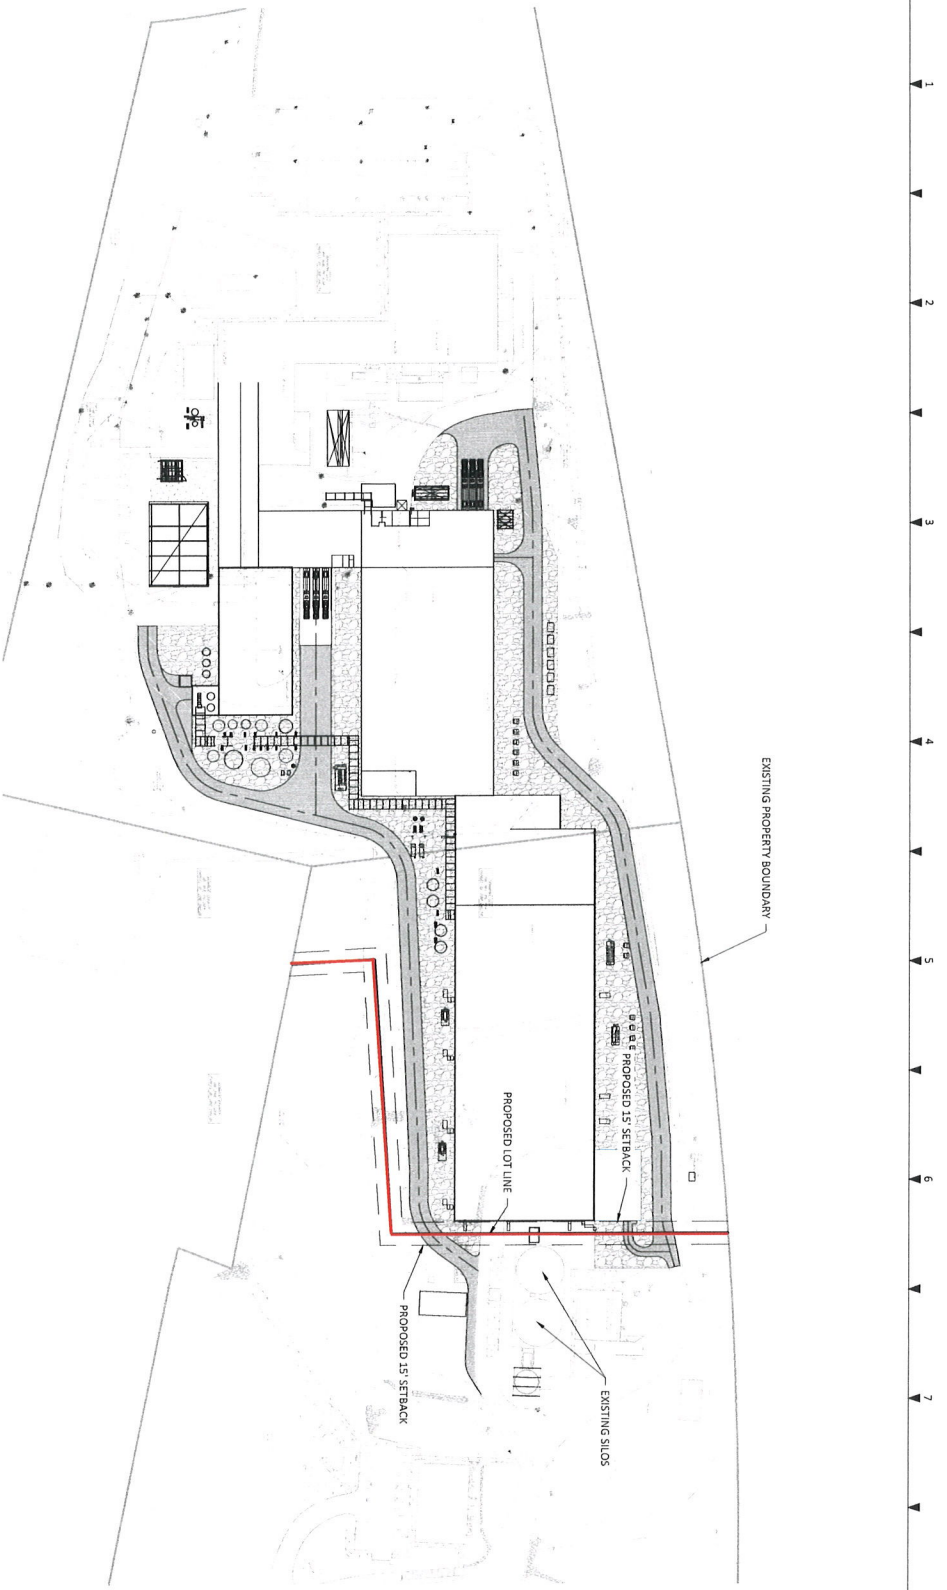 1
2
3
4
5
6
7
EXISTING PROPERTY BOUNDARY
PROPOSED 15' SETBACK
PROPOSED LOT LINE
PROPOSED 15' SETBACK
EXISTING SILOS